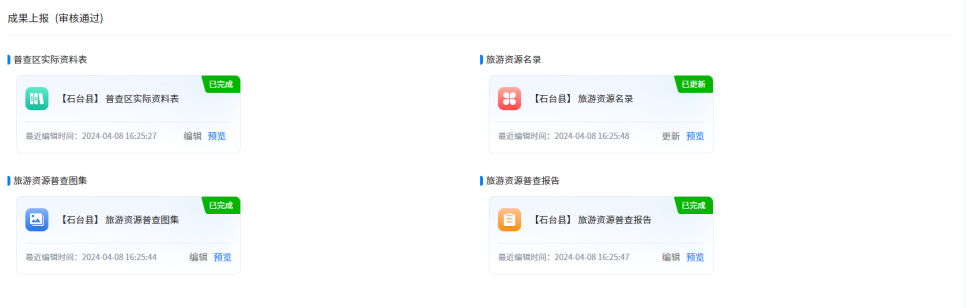 成果上报（审核通过）
普查区实际资料表
已完成
【石台县】普查区实际资料表
最近编辑时间：2024-04-08 16:25:27 编辑 预览
旅游资源名录
已更新
【石台县】旅游资源名录
最近编辑时间：2024-04-08 16:25:48 更新 预览
旅游资源普查图集
已完成
【石台县】旅游资源普查图集
最近编辑时间：2024-04-08 16:25:44 编辑 预览
旅游资源普查报告
已完成
【石台县】旅游资源普查报告
最近编辑时间：2024-04-08 16:25:47 编辑 预览